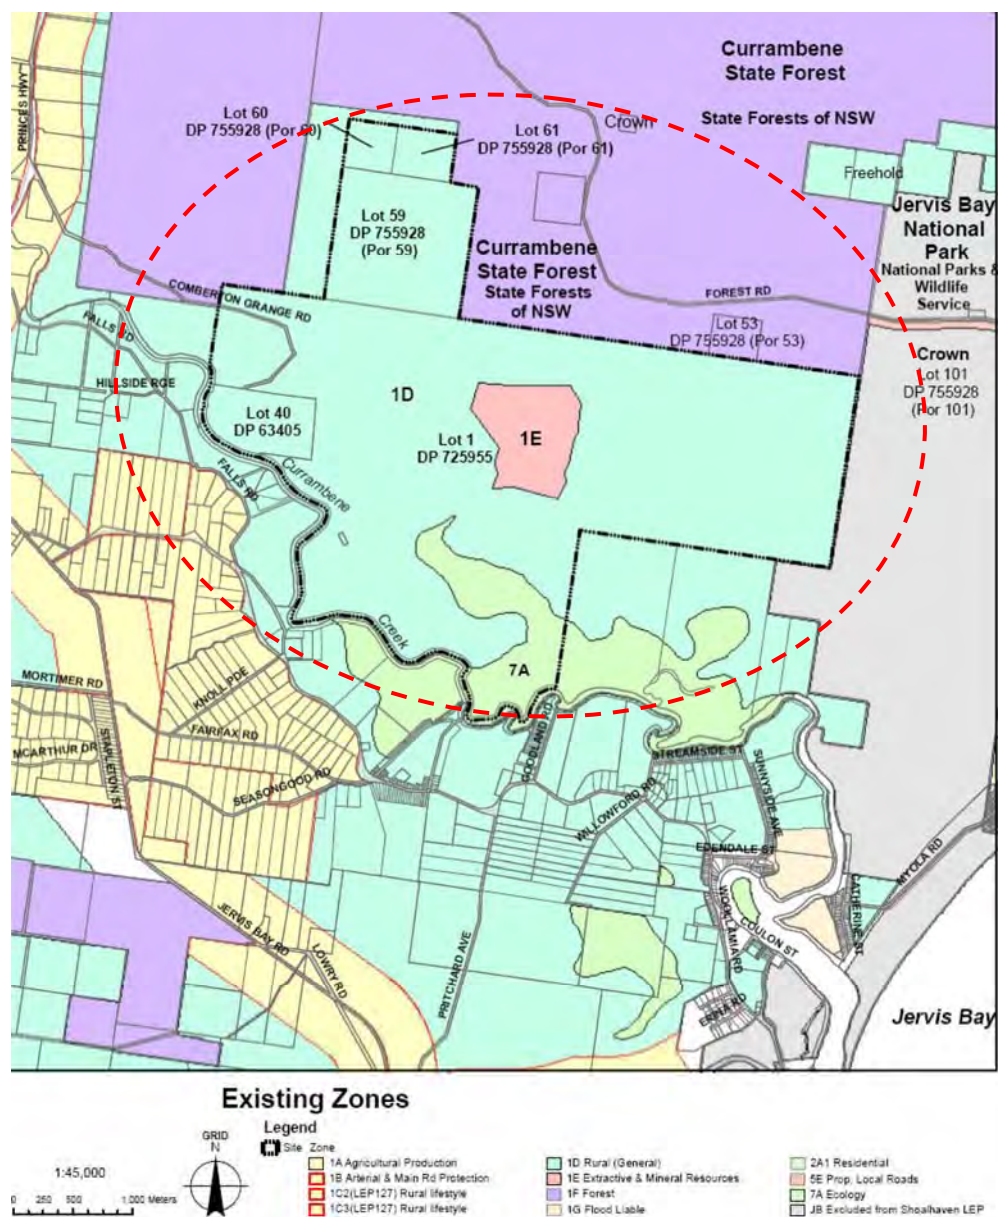 Currambene
State Forest
State Forests of NSW
PRINCES HWY
Lot 60
DP 755928 (Por 60)
Crown
Lot 61
DP 755928 (Por 61)
Freehold
Jervis Bay
National
Park
National Parks &
Wildlife
Service
Lot 59
DP 755928
(Por 59)
Currambene
State Forest
State Forests
of NSW
COMBERTON GRANGE RD
FOREST RD
FALLS RD
Lot 53
DP 755928 (Por 53)
Crown
Lot 101
DP 755928
(Por 101)
HILLSIDE RGE
1D
Lot 40
DP 63405
Lot 1
DP 725955
1E
FALLS RD
Currambene
Creek
7A
MORTIMER RD
KNOLL PDE
STAPLETON ST
FAIRFAX RD
MCARTHUR DR
SEASONGOOD RD
GOODLAND RD
STREAMSIDE ST
SUNNYSIDE AVE
WILLOWFORD RD
EDENDALE ST
MYOLA RD
CATHERINE ST
WOOLLAMIA RD
COULON ST
JERVIS BAY RD
LOWRY RD
PRITCHARD AVE
Jervis Bay
Existing Zones
Legend
GRID
N
Site Zone
1:45,000
0 250 500 1,000 Meters
1A Agricultural Production
1B Arterial & Main Rd Protection
1C2(LEP127) Rural lifestyle
1C3(LEP127) Rural lifestyle
1D Rural (General)
1E Extractive & Mineral Resources
1F Forest
1G Flood Liable
2A1 Residential
5E Prop. Local Roads
7A Ecology
JB Excluded from Shoalhaven LEP